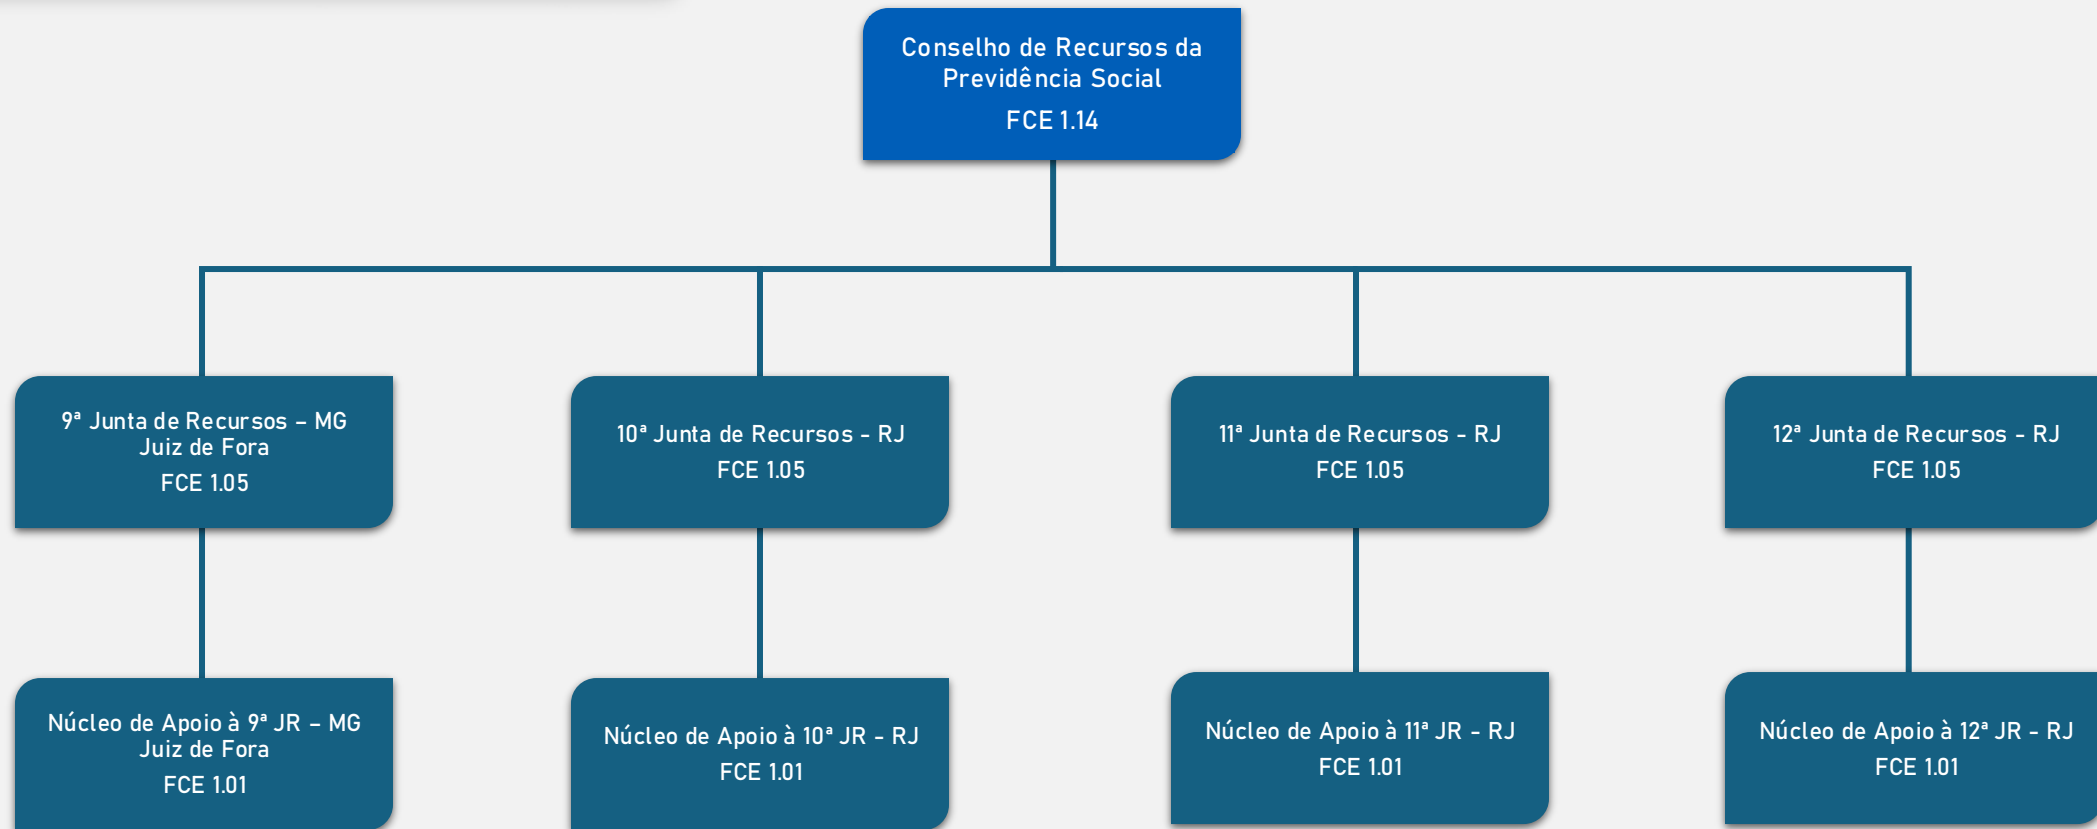 Conselho de Recursos da
Previdência Social
FCE 1.14
9ª Junta de Recursos – MG
Juiz de Fora
FCE 1.05
10ª Junta de Recursos - RJ
FCE 1.05
11ª Junta de Recursos - RJ
FCE 1.05
12ª Junta de Recursos - RJ
FCE 1.05
Núcleo de Apoio à 9ª JR – MG
Juiz de Fora
FCE 1.01
Núcleo de Apoio à 10ª JR - RJ
FCE 1.01
Núcleo de Apoio à 11ª JR - RJ
FCE 1.01
Núcleo de Apoio à 12ª JR - RJ
FCE 1.01